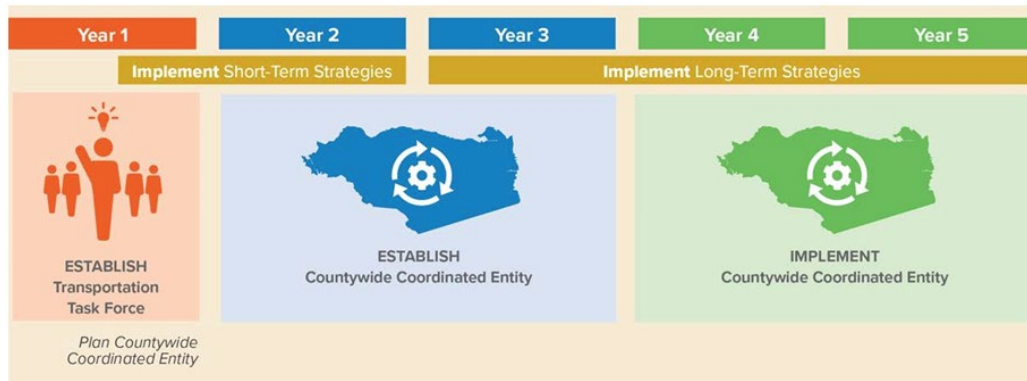 Year 1
Year 2
Year 3
Year 4
Year 5
Implement Short-Term Strategies
Implement Long-Term Strategies
ESTABLISH
Transportation
Task Force
ESTABLISH
Countywide Coordinated Entity
IMPLEMENT
Countywide Coordinated Entity
Plan Countywide
Coordinated Entity